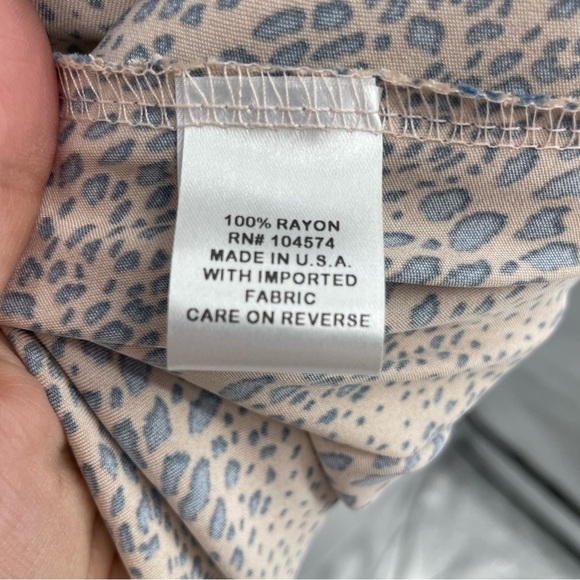 100% RAYON
RN# 104574
MADE IN U.S.A.
WITH IMPORTED
FABRIC
CARE ON REVERSE